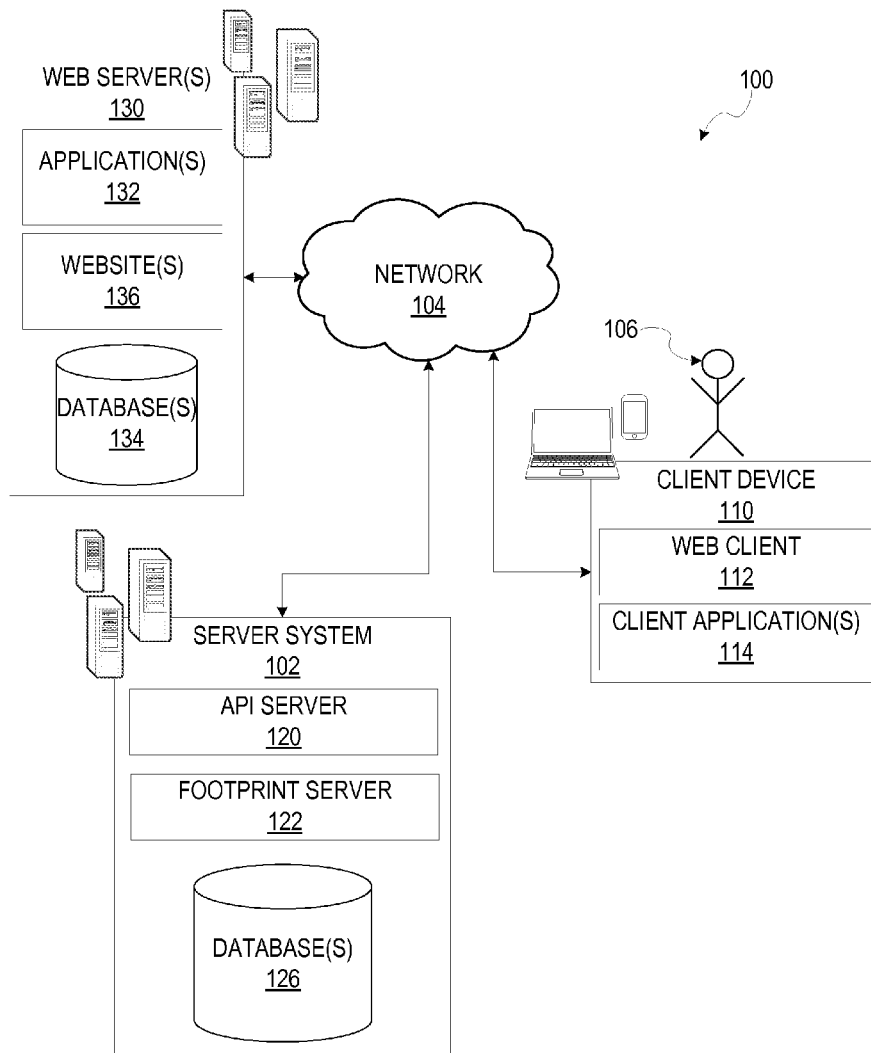 WEB SERVER(S)
130
APPLICATION(S)
132
WEBSITE(S)
136
DATABASE(S)
134
100
NETWORK
104
106
CLIENT DEVICE
110
WEB CLIENT
112
CLIENT APPLICATION(S)
114
SERVER SYSTEM
102
API SERVER
120
FOOTPRINT SERVER
122
DATABASE(S)
126